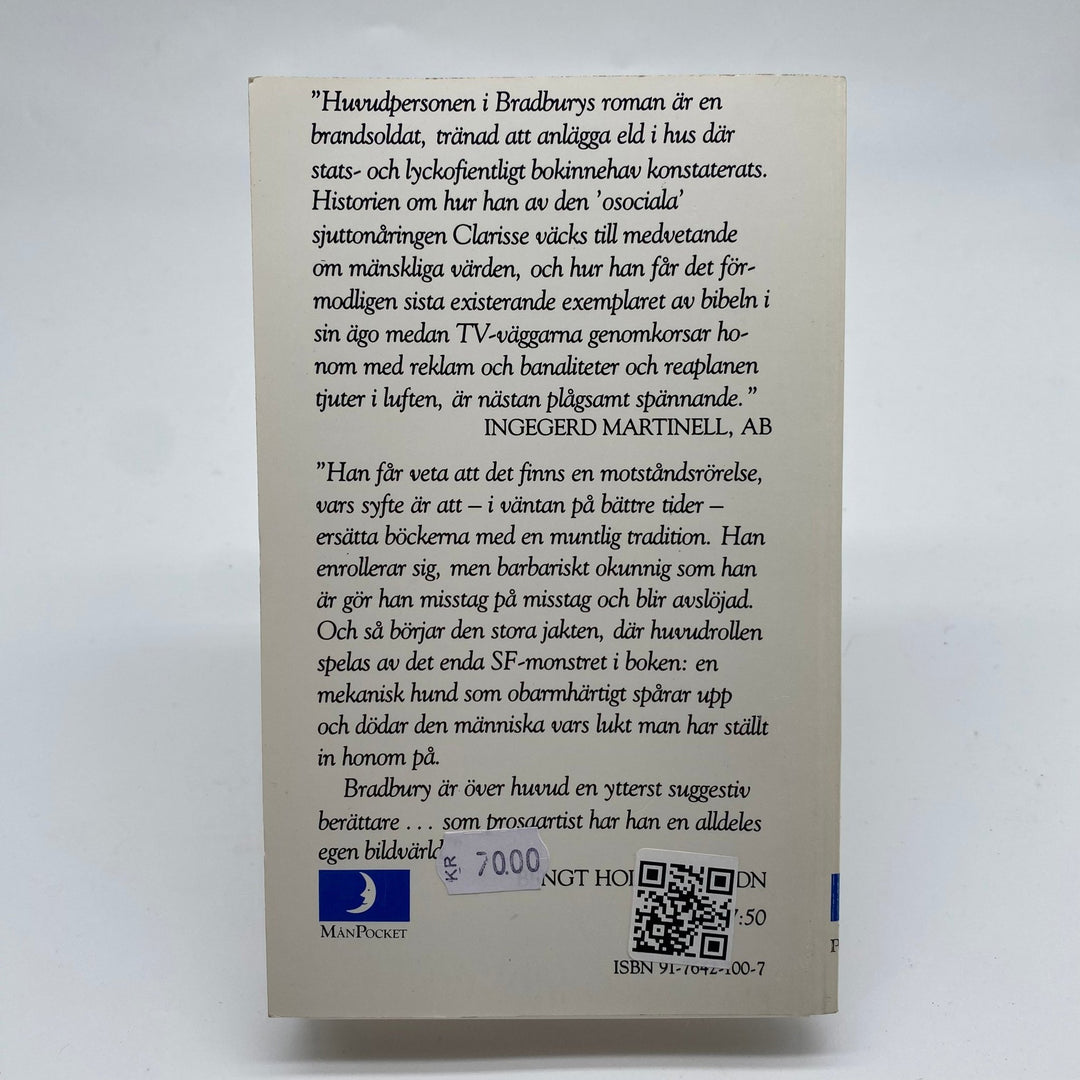 ”Huvudpersonen i Bradburys roman är en
brandsoldat, tränad att anlägga eld i hus där
stats- och lyckofientligt bokinnehav konstaterats.
Historien om hur han av den ’osociala’
sjuttonåringen Clarisse väcks till medvetande
om mänskliga värden, och hur han får det för-
modligen sista existerande exemplaret av bibeln i
sin ägo medan TV-väggarna genomkorsar ho-
nom med reklam och banaliteter och reaplanen
tjuter i luften, är nästan plågsamt spännande.”
INGEGERD MARTINELL, AB
”Han får veta att det finns en motståndsrörelse,
vars syfte är att – i väntan på bättre tider –
ersätta böckerna med en muntlig tradition. Han
enrollerar sig, men barbariskt okunnig som han
är gör han misstag på misstag och blir avslöjad.
Och så börjar den stora jakten, där huvudrollen
spelas av det enda SF-monstret i boken: en
mekanisk hund som obarmhärtigt spårar upp
och dödar den människa vars lukt man har ställt
in honom på.
Bradbury är över huvud en ytterst suggestiv
berättare . . . som prosaartist har han en alldeles
egen bildvärld
KR 70.00
DN
7:50
MÅNPOCKET
ISBN 91-7642-100-7